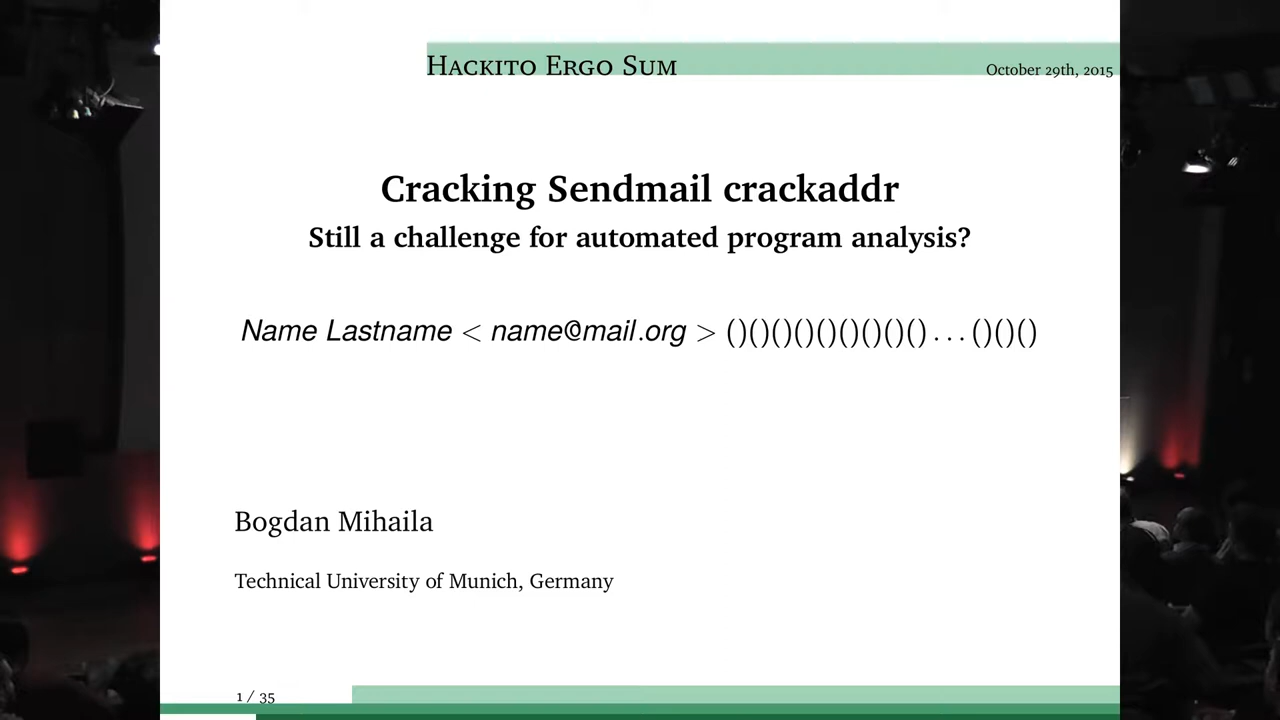 HACKITO ERGO SUM
October 29th, 2015
Cracking Sendmail crackaddr
Still a challenge for automated program analysis?
Name Lastname < name@mail.org > ()()()()()()()()() . . . ()()()
Bogdan Mihaila
Technical University of Munich, Germany
1 / 35